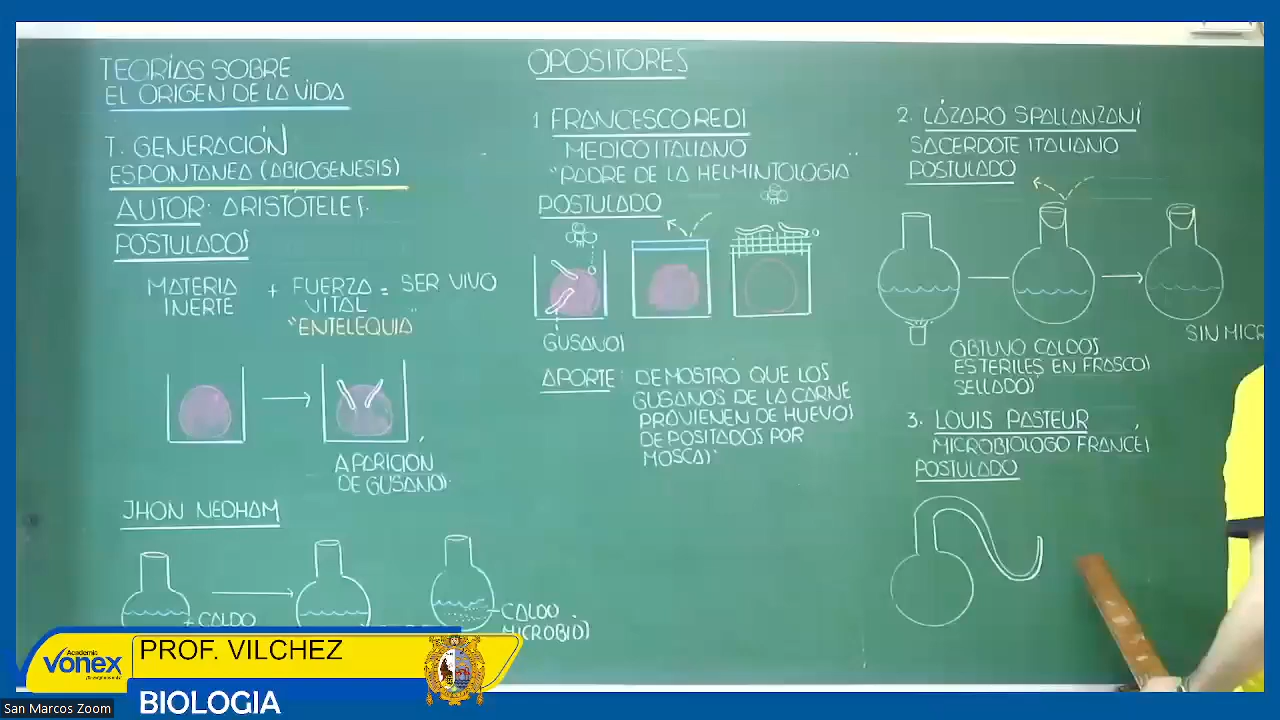 TEORÍAS SOBRE
EL ORIGEN DE LA VIDA
T. GENERACIÓN
ESPONTANEA (ABIOGENESIS)
AUTOR: ARISTÓTELES.
POSTULADOS
MATERIA
INERTE
+ FUERZA = SER VIVO
VITAL
"ENTELEQUIA"
APARICIÓN
DE GUSANOS.
JHON NEDHAM
CALDO
CALDO
MICROBIOS
OPOSITORES
1 FRANCESCO REDI
MEDICO ITALIANO
"PADRE DE LA HELMINTOLOGIA"
POSTULADO
GUSANOS
APORTE: DEMOSTRÓ QUE LOS
GUSANOS DE LA CARNE
PROVIENEN DE HUEVOS
DEPOSITADOS POR
MOSCAS
2. LÁZARO SPALLANZANI
SACERDOTE ITALIANO
POSTULADO
SIN MICR
OBTUVO CALDOS
ESTERILES EN FRASCOS
SELLADOS
3. LOUIS PASTEUR
MICROBIOLOGO FRANCES
POSTULADO
Academia
vonex
PROF. VILCHEZ
BIOLOGIA
San Marcos Zoom